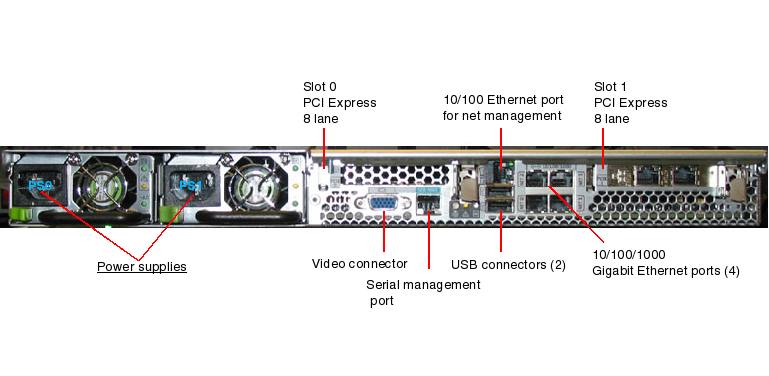 Slot 0
PCI Express
8 lane
10/100 Ethernet port
for net management
Slot 1
PCI Express
8 lane
PS0
PS1
Power supplies
Video connector
Serial management
port
USB connectors (2)
10/100/1000
Gigabit Ethernet ports (4)